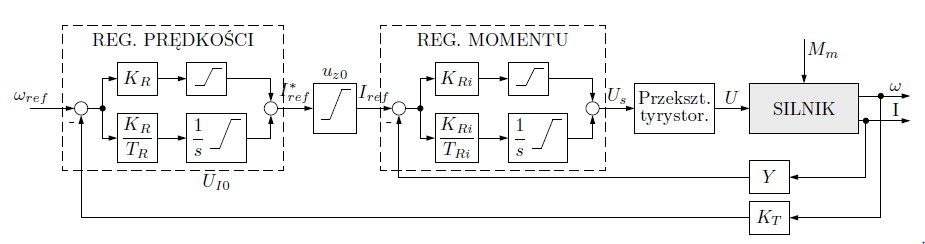 REG. PRĘDKOŚCI
REG. MOMENTU
ω_ref
-
K_R
K_R
T_R
1
s
U_I0
I*_ref
u_z0
I_ref
-
K_Ri
K_Ri
T_Ri
1
s
U_s
Przekszt.
tyrystor.
U
M_m
SILNIK
ω
I
Y
K_T